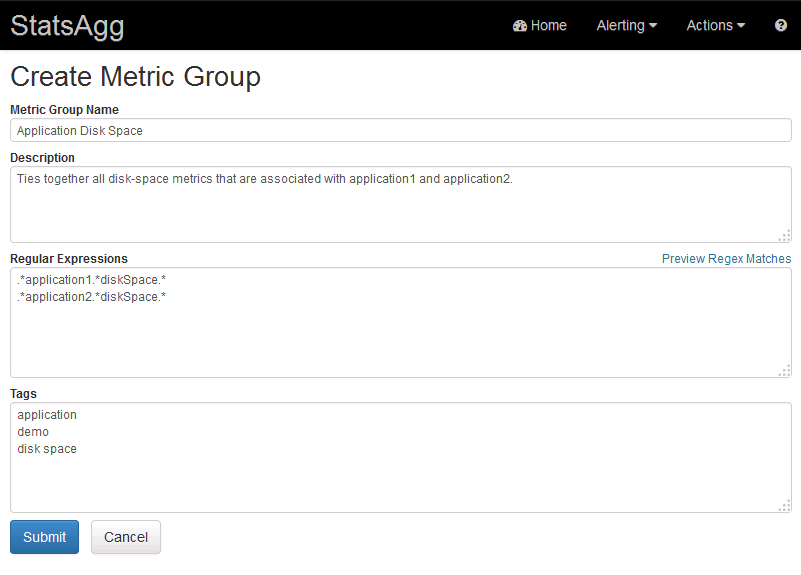 StatsAgg
Home Alerting Actions
Create Metric Group
Metric Group Name
Application Disk Space
Description
Ties together all disk-space metrics that are associated with application1 and application2.
Regular Expressions Preview Regex Matches
.*application1.*diskSpace.*
.*application2.*diskSpace.*
Tags
application
demo
disk space
Submit Cancel